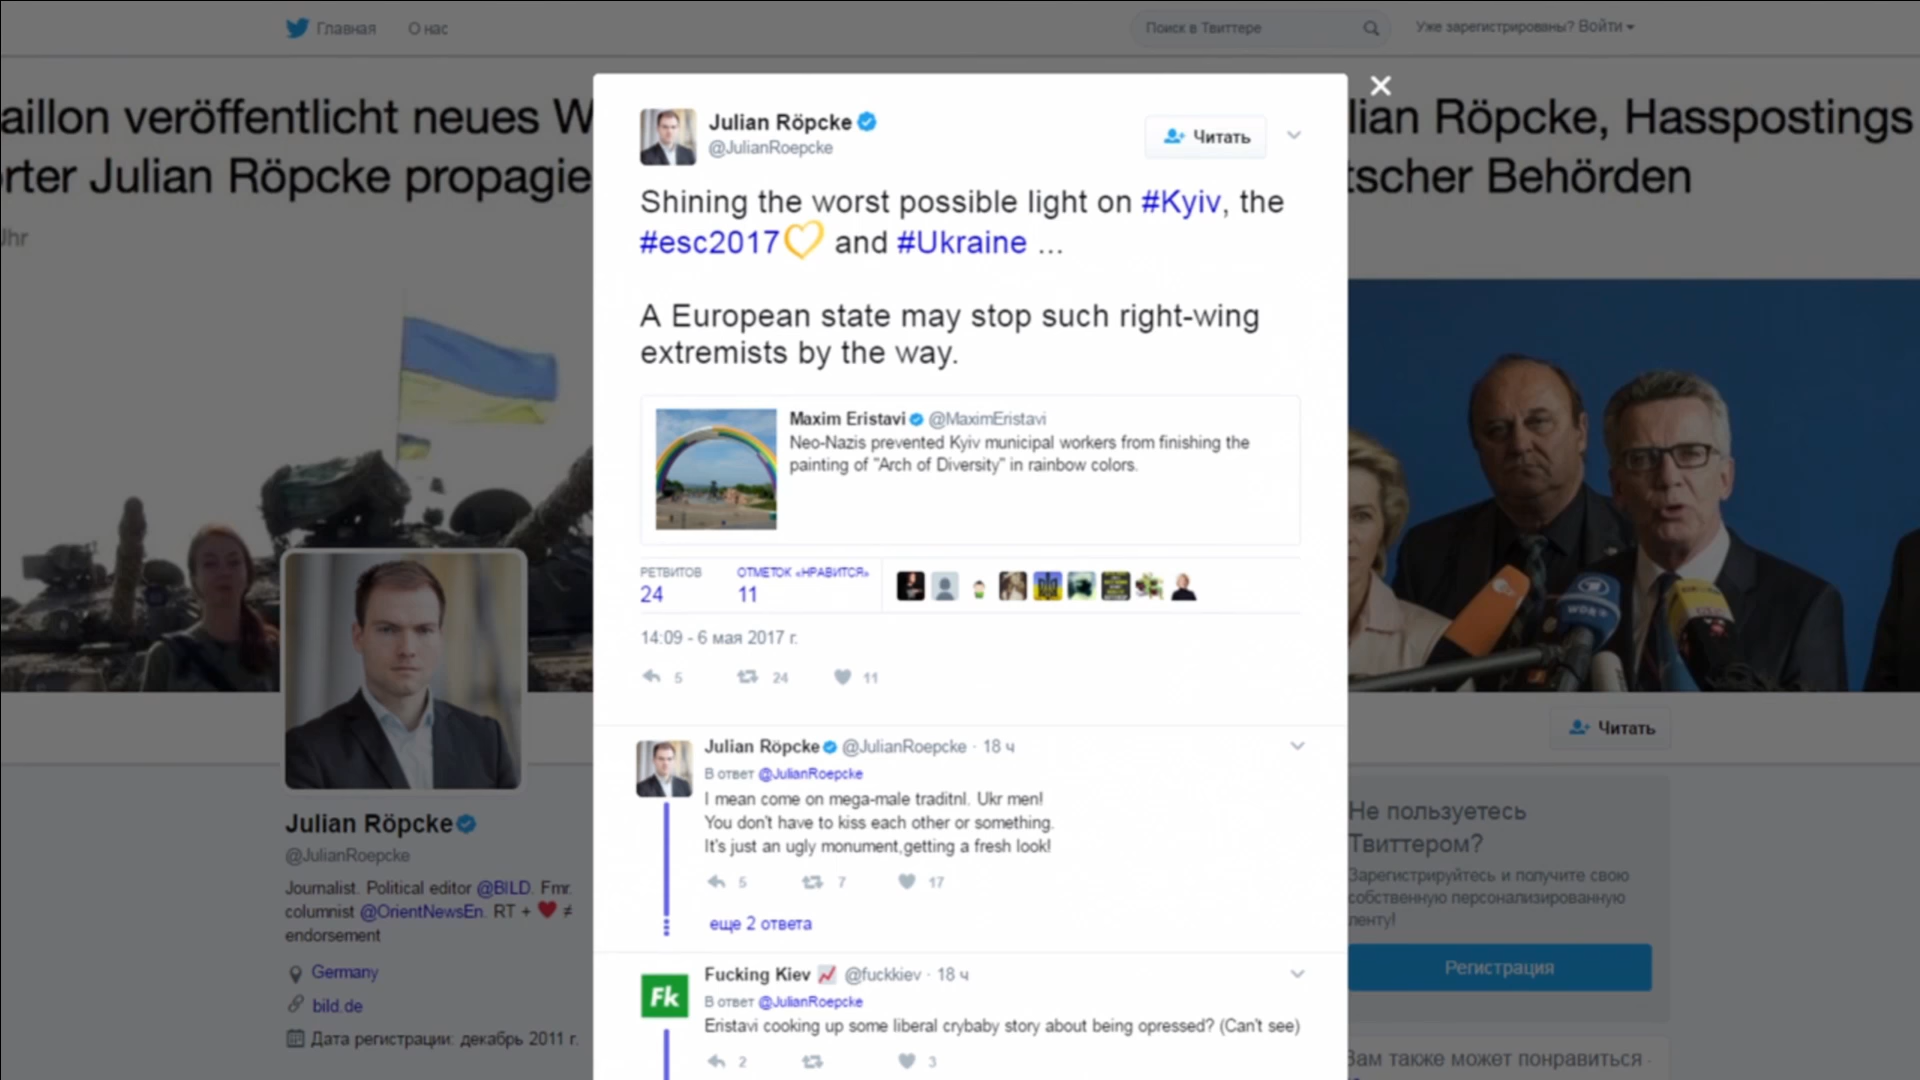 Главная О нас
Поиск в Твиттере
Уже зарегистрированы? Войти
aillon veröffentlicht neues W
rter Julian Röpcke propagie
Uhr
lian Röpcke, Hasspostings
tscher Behörden
Julian Röpcke
@JulianRoepcke
Читать
Shining the worst possible light on #Kyiv, the
#esc2017💛 and #Ukraine ...
A European state may stop such right-wing
extremists by the way.
Maxim Eristavi @MaximEristavi
Neo-Nazis prevented Kyiv municipal workers from finishing the
painting of "Arch of Diversity" in rainbow colors.
РЕТВИТОВ ОТМЕТОК «НРАВИТСЯ»
24 11
14:09 - 6 мая 2017 г.
5 24 11
Julian Röpcke @JulianRoepcke · 18 ч
В ответ @JulianRoepcke
I mean come on mega-male traditnl. Ukr men!
You don't have to kiss each other or something.
It's just an ugly monument,getting a fresh look!
5 7 17
еще 2 ответа
Fk
Fucking Kiev 📈 @fuckkiev · 18 ч
В ответ @JulianRoepcke
Eristavi cooking up some liberal crybaby story about being opressed? (Can't see)
2 3
Julian Röpcke
@JulianRoepcke
Journalist. Political editor @BILD. Fmr.
columnist @OrientNewsEn. RT + ❤ ≠
endorsement
Germany
bild.de
Дата регистрации: декабрь 2011 г.
WDR
Читать
Не пользуетесь
Твиттером?
Зарегистрируйтесь и получите свою
собственную персонализированную
ленту!
Регистрация
Вам также может понравиться ·